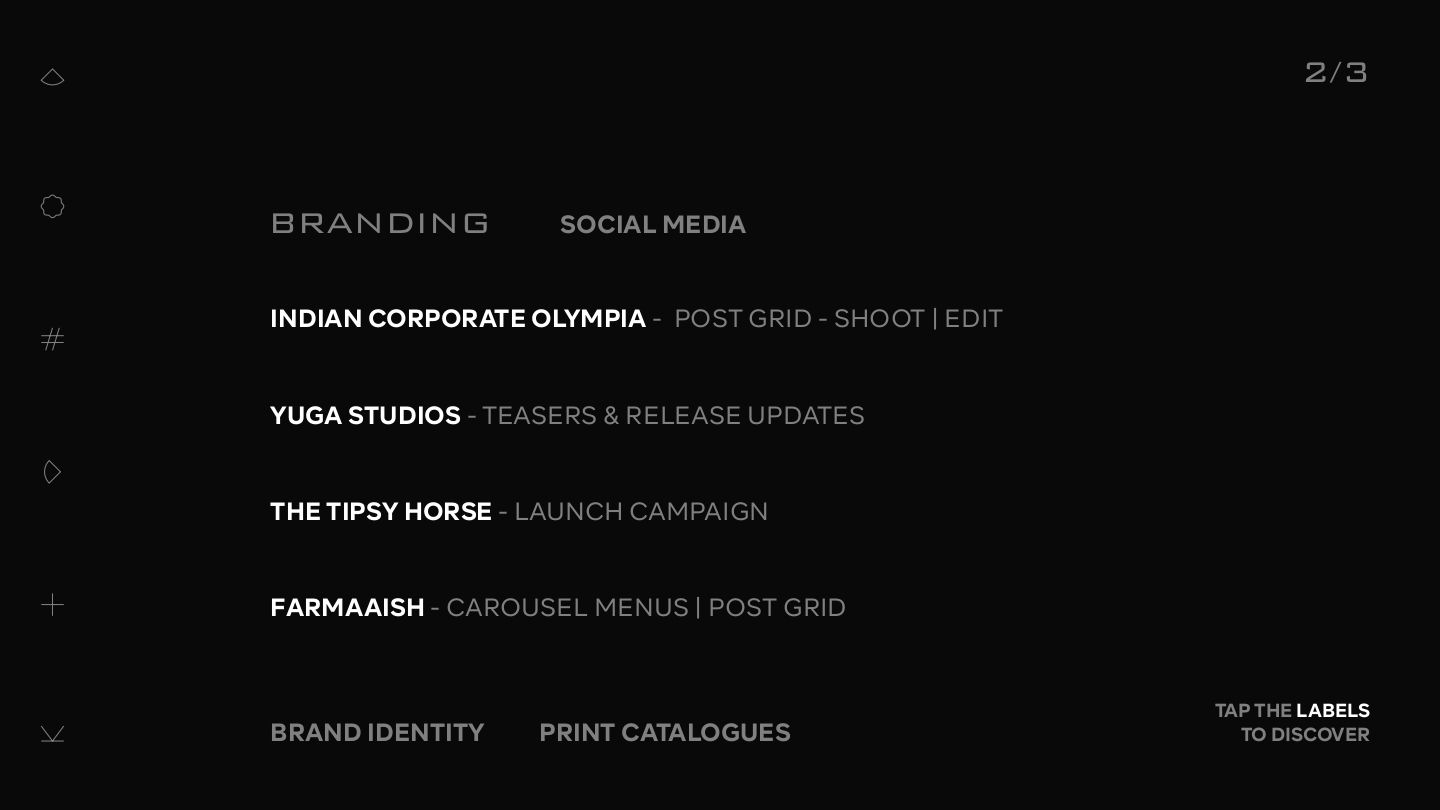 2/3
BRANDING SOCIAL MEDIA
INDIAN CORPORATE OLYMPIA - POST GRID - SHOOT | EDIT
YUGA STUDIOS - TEASERS & RELEASE UPDATES
THE TIPSY HORSE - LAUNCH CAMPAIGN
FARMAAISH - CAROUSEL MENUS | POST GRID
BRAND IDENTITY PRINT CATALOGUES
TAP THE LABELS
TO DISCOVER